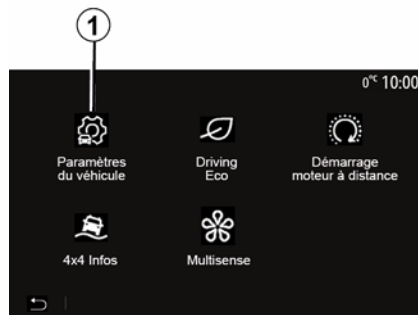 1
0°C 10:00
Paramètres
du véhicule
Driving
Eco
Démarrage
moteur à distance
4x4 Infos
Multisense